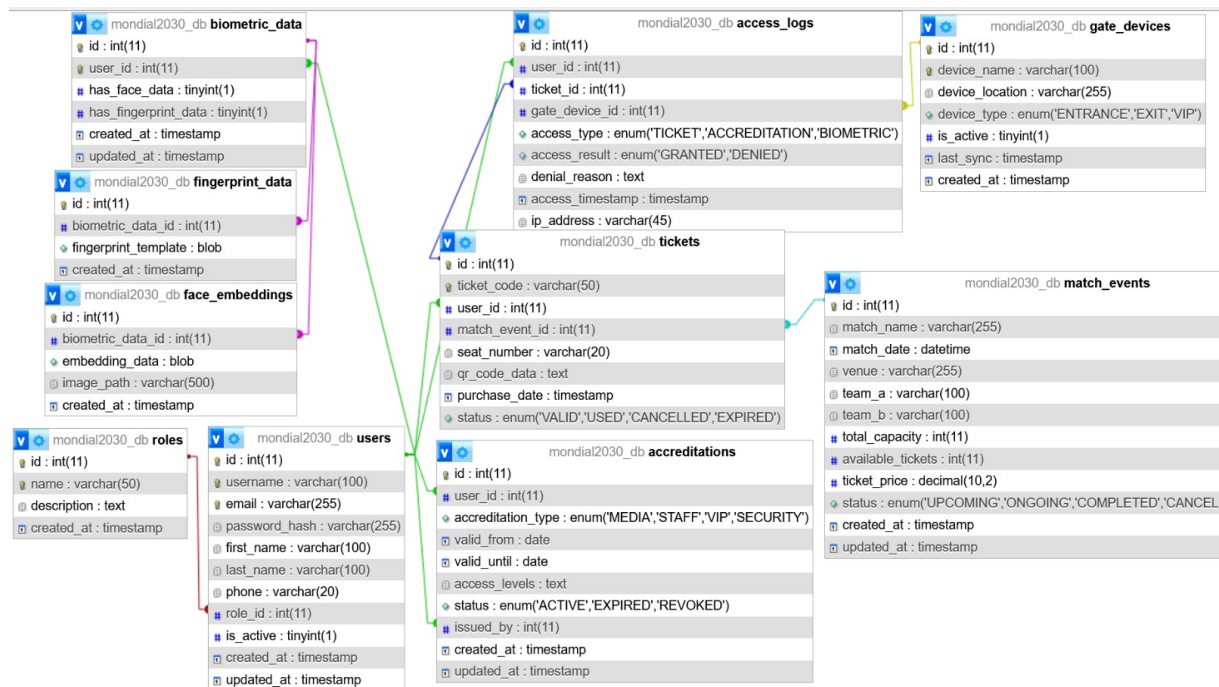 mondial2030_db biometric_data
id : int(11)
user_id : int(11)
has_face_data : tinyint(1)
has_fingerprint_data : tinyint(1)
created_at : timestamp
updated_at : timestamp
mondial2030_db fingerprint_data
id : int(11)
biometric_data_id : int(11)
fingerprint_template : blob
created_at : timestamp
mondial2030_db face_embeddings
id : int(11)
biometric_data_id : int(11)
embedding_data : blob
image_path : varchar(500)
created_at : timestamp
mondial2030_db roles
id : int(11)
name : varchar(50)
description : text
created_at : timestamp
mondial2030_db users
id : int(11)
username : varchar(100)
email : varchar(255)
password_hash : varchar(255)
first_name : varchar(100)
last_name : varchar(100)
phone : varchar(20)
role_id : int(11)
is_active : tinyint(1)
created_at : timestamp
updated_at : timestamp
mondial2030_db access_logs
id : int(11)
user_id : int(11)
ticket_id : int(11)
gate_device_id : int(11)
access_type : enum('TICKET','ACCREDITATION','BIOMETRIC')
access_result : enum('GRANTED','DENIED')
denial_reason : text
access_timestamp : timestamp
ip_address : varchar(45)
mondial2030_db tickets
id : int(11)
ticket_code : varchar(50)
user_id : int(11)
match_event_id : int(11)
seat_number : varchar(20)
qr_code_data : text
purchase_date : timestamp
status : enum('VALID','USED','CANCELLED','EXPIRED')
mondial2030_db accreditations
id : int(11)
user_id : int(11)
accreditation_type : enum('MEDIA','STAFF','VIP','SECURITY')
valid_from : date
valid_until : date
access_levels : text
status : enum('ACTIVE','EXPIRED','REVOKED')
issued_by : int(11)
created_at : timestamp
updated_at : timestamp
mondial2030_db gate_devices
id : int(11)
device_name : varchar(100)
device_location : varchar(255)
device_type : enum('ENTRANCE','EXIT','VIP')
is_active : tinyint(1)
last_sync : timestamp
created_at : timestamp
mondial2030_db match_events
id : int(11)
match_name : varchar(255)
match_date : datetime
venue : varchar(255)
team_a : varchar(100)
team_b : varchar(100)
total_capacity : int(11)
available_tickets : int(11)
ticket_price : decimal(10,2)
status : enum('UPCOMING','ONGOING','COMPLETED','CANCEL
created_at : timestamp
updated_at : timestamp